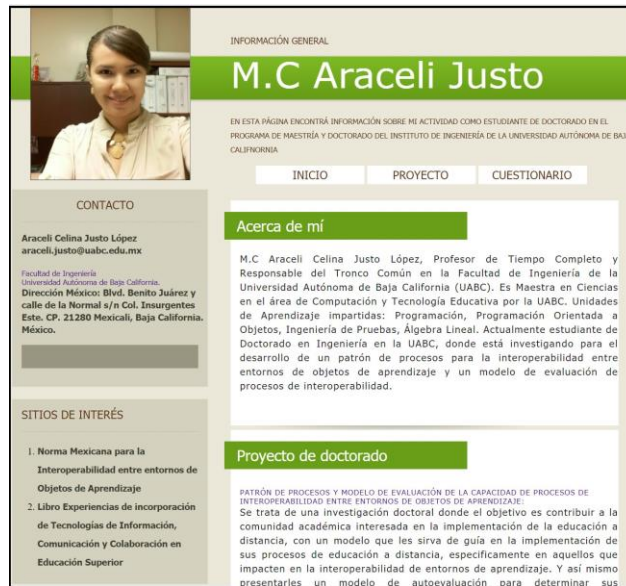 INFORMACIÓN GENERAL
M.C Araceli Justo
EN ESTA PÁGINA ENCONTRÁ INFORMACIÓN SOBRE MI ACTIVIDAD COMO ESTUDIANTE DE DOCTORADO EN EL
PROGRAMA DE MAESTRÍA Y DOCTORADO DEL INSTITUTO DE INGENIERÍA DE LA UNIVERSIDAD AUTÓNOMA DE BAJ
CALIFNORNIA
INICIO PROYECTO CUESTIONARIO
CONTACTO
Araceli Celina Justo López
araceli.justo@uabc.edu.mx
Facultad de Ingeniería
Universidad Autónoma de Baje California.
Dirección México: Blvd. Benito Juárez y
calle de la Normal s/n Col. Insurgentes
Este. CP. 21280 Mexicali, Baja California.
México.
SITIOS DE INTERÉS
1. Norma Mexicana para la
Interoperabilidad entre entornos de
Objetos de Aprendizaje
2. Libro Experiencias de incorporación
de Tecnologías de Información,
Comunicación y Colaboración en
Educación Superior
Acerca de mí
M.C Araceli Celina Justo López, Profesor de Tiempo Completo y
Responsable del Tronco Común en la Facultad de Ingeniería de la
Universidad Autónoma de Baja California (UABC). Es Maestra en Ciencias
en el área de Computación y Tecnología Educativa por la UABC. Unidades
de Aprendizaje impartidas: Programación, Programación Orientada a
Objetos, Ingeniería de Pruebas, Álgebra Lineal. Actualmente estudiante de
Doctorado en Ingeniería en la UABC, donde está investigando para el
desarrollo de un patrón de procesos para la interoperabilidad entre
entornos de objetos de aprendizaje y un modelo de evaluación de
procesos de interoperabilidad.
Proyecto de doctorado
PATRÓN DE PROCESOS Y MODELO DE EVALUACIÓN DE LA CAPACIDAD DE PROCESOS DE
INTEROPERABILIDAD ENTRE ENTORNOS DE OBJETOS DE APRENDIZAJE:
Se trata de una investigación doctoral donde el objetivo es contribuir a la
comunidad académica interesada en la implementación de la educación a
distancia, con un modelo que les sirva de guía en la implementación de
sus procesos de educación a distancia, especificamente en aquellos que
impacten en la interoperabilidad de entornos de aprendizaje. Y así mismo
presentarles un modelo de autoevaluación para determinar sus